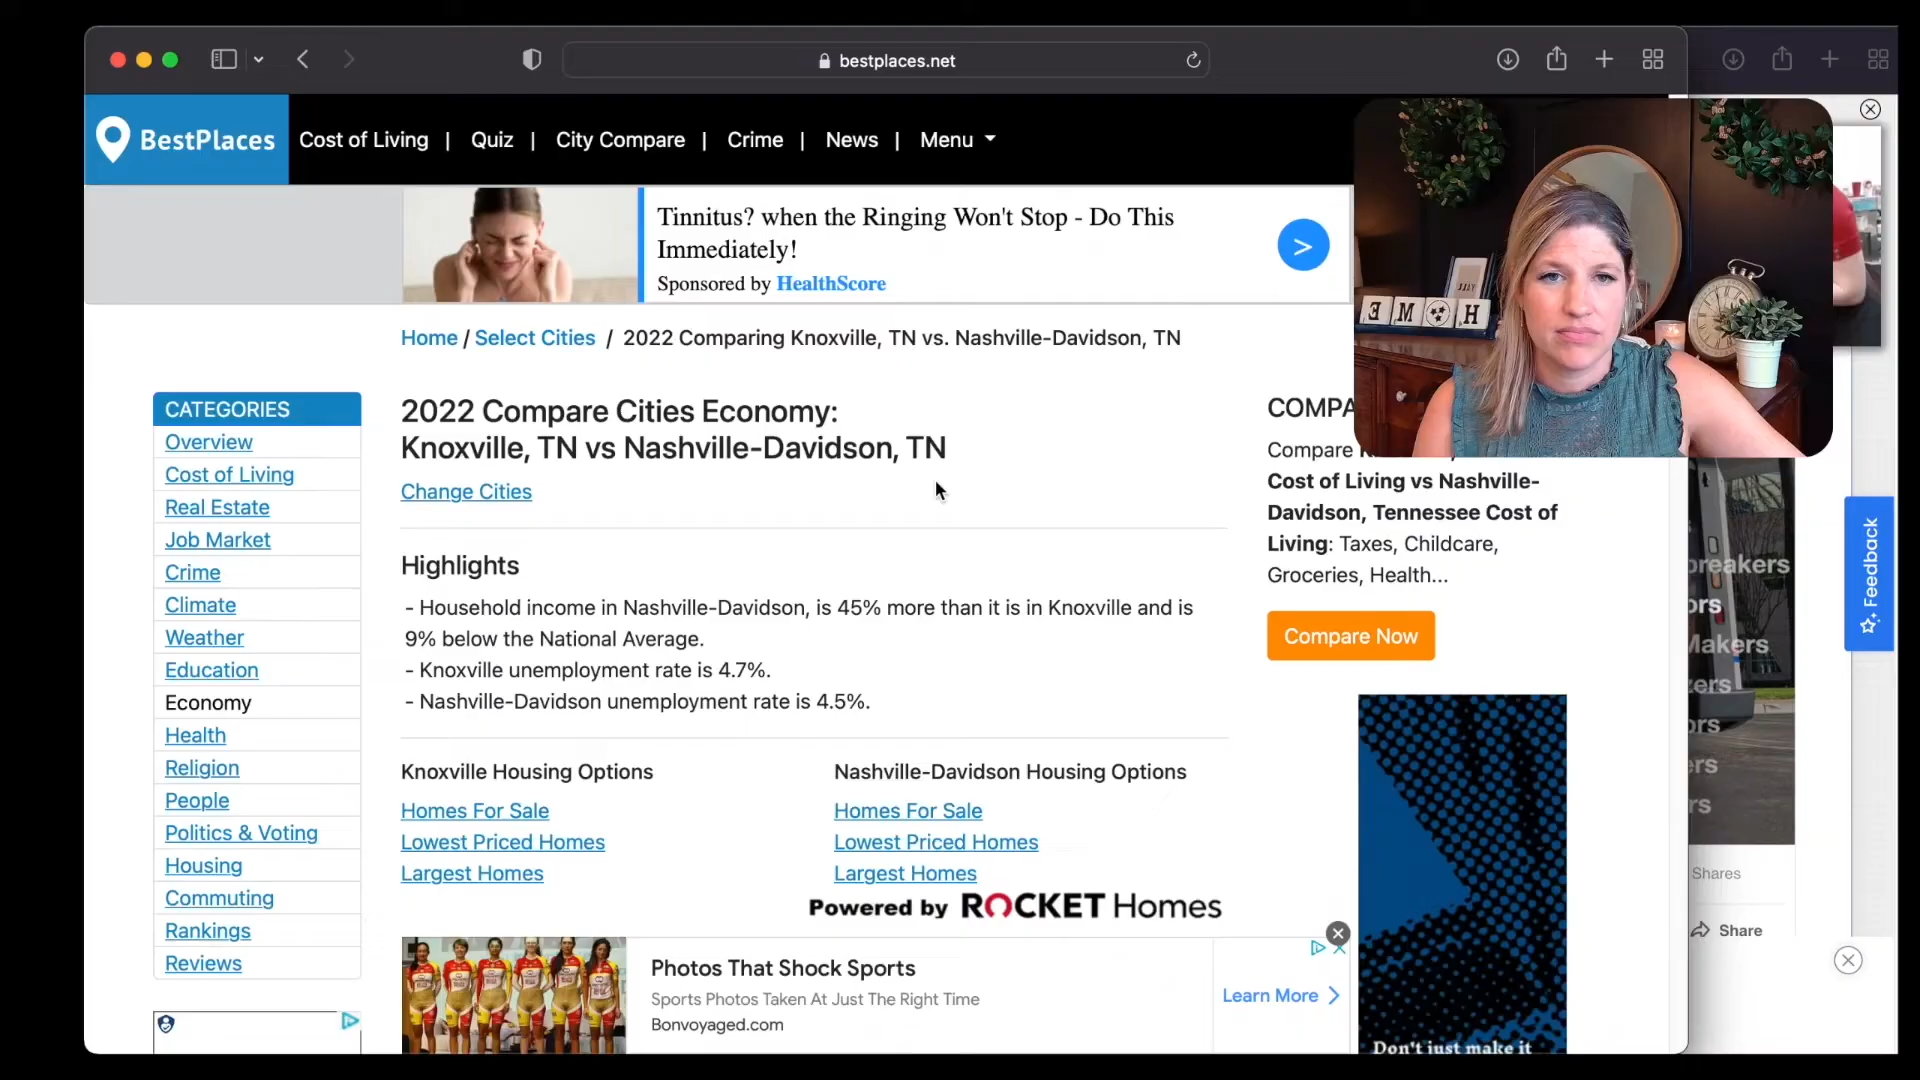 bestplaces.net
BestPlaces
Cost of Living | Quiz | City Compare | Crime | News | Menu
Tinnitus? when the Ringing Won't Stop - Do This
Immediately!
Sponsored by HealthScore
>
Home / Select Cities / 2022 Comparing Knoxville, TN vs. Nashville-Davidson, TN
CATEGORIES
Overview
Cost of Living
Real Estate
Job Market
Crime
Climate
Weather
Education
Economy
Health
Religion
People
Politics & Voting
Housing
Commuting
Rankings
Reviews
2022 Compare Cities Economy:
Knoxville, TN vs Nashville-Davidson, TN
Change Cities
Highlights
- Household income in Nashville-Davidson, is 45% more than it is in Knoxville and is
9% below the National Average.
- Knoxville unemployment rate is 4.7%.
- Nashville-Davidson unemployment rate is 4.5%.
Knoxville Housing Options
Homes For Sale
Lowest Priced Homes
Largest Homes
Nashville-Davidson Housing Options
Homes For Sale
Lowest Priced Homes
Largest Homes
Powered by ROCKET Homes
Photos That Shock Sports
Sports Photos Taken At Just The Right Time
Bonvoyaged.com
Learn More
COMPA
Compare
Cost of Living vs Nashville-
Davidson, Tennessee Cost of
Living: Taxes, Childcare,
Groceries, Health...
Compare Now
Don't just make it
Feedback
reakers
ors
Makers
zers
ors
ers
rs
Shares
Share
E M H